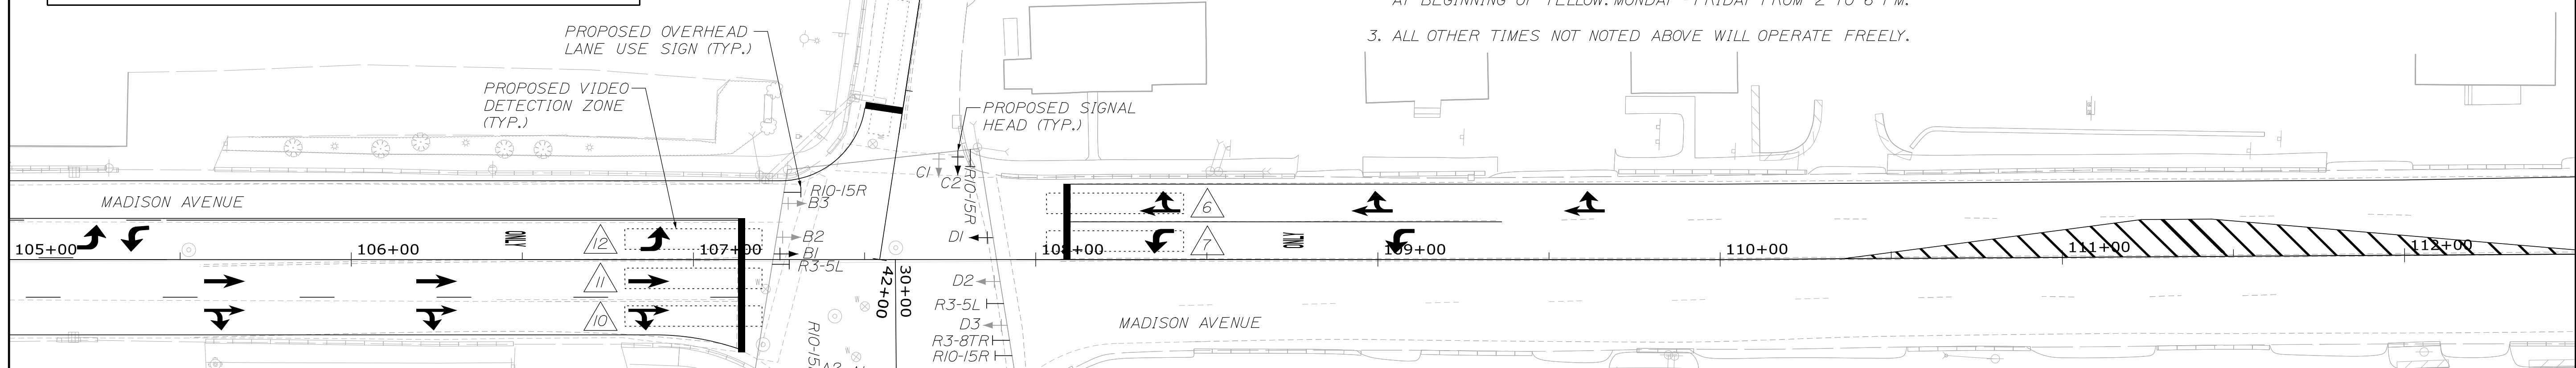 AT BEGINNING OF YELLOW. MONDAY - FRIDAY FROM 2 TO 6 PM.
3. ALL OTHER TIMES NOT NOTED ABOVE WILL OPERATE FREELY.
PROPOSED OVERHEAD
LANE USE SIGN (TYP.)
PROPOSED VIDEO
DETECTION ZONE
(TYP.)
PROPOSED SIGNAL
HEAD (TYP.)
C1
C2
R10-15R
R10-15R
B3
MADISON AVENUE
6
ONLY
12
B2
D1
7
ONLY
105+00
106+00
107+00
108+00
109+00
110+00
111+00
112+00
B1
R3-5L
11
42+00
30+00
D2
R3-5L
10
D3
MADISON AVENUE
R3-8TR
R10-15R